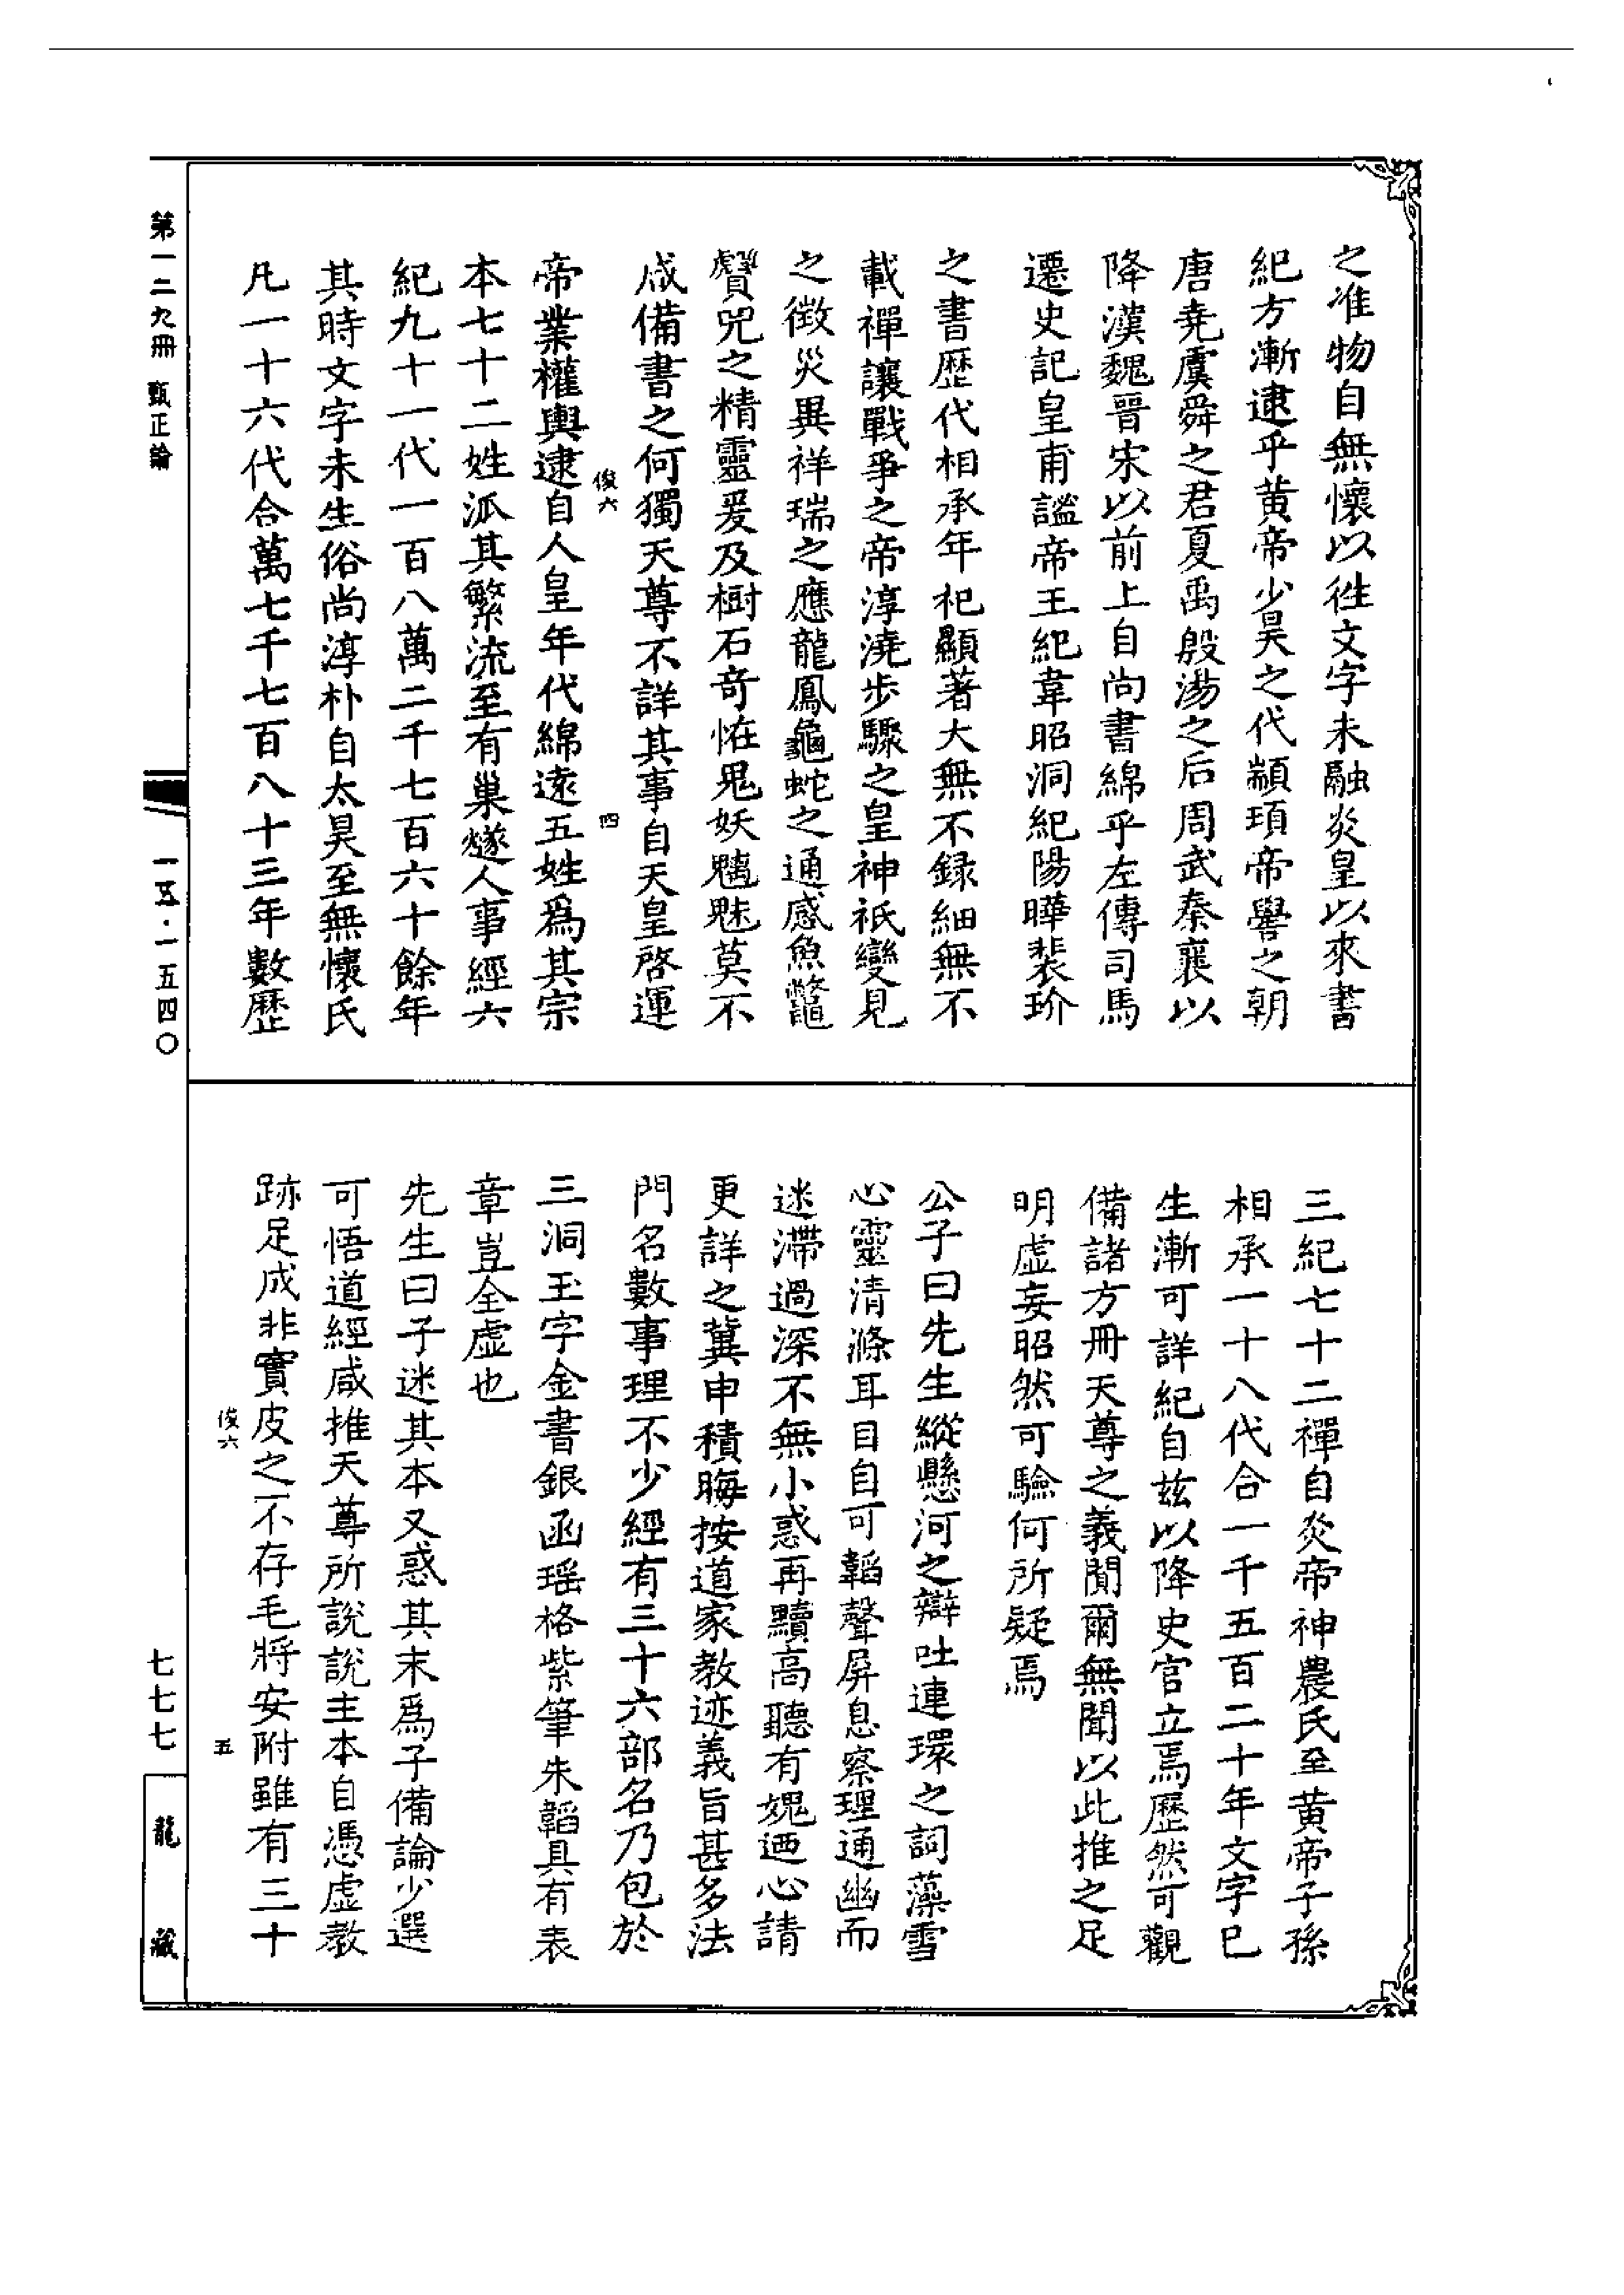 之准物自無懷以徃文字未融炎皇以來書
紀方漸逮乎黃帝少昊之代顓頊帝嚳之朝
唐堯虞舜之君夏禹殷湯之后周武秦襄以
降漢魏晉宋以前上自尚書綿乎左傳司馬
遷史記皇甫謐帝王紀韋昭洞紀陽曄裴玠
之書歷代相承年祀顯著大無不録細無不
載禪讓戰爭之帝淳澆步驟之皇神祇變見
之徵災異祥瑞之應龍鳳龜蛇之通感魚鼈
贙兕之精靈爰及樹石奇恠鬼妖魑魅莫不
咸備書之何獨天尊不詳其事自天皇啓運
俊六 四
帝業權輿逮自人皇年代綿遠五姓爲其宗
本七十二姓派其繁流至有巢燧人事經六
紀九十一代一百八萬二千七百六十餘年
其時文字未生俗尚淳朴自太昊至無懷氏
凡一十六代合萬七千七百八十三年數歷
三紀七十二禪自炎帝神農氏至黃帝子孫
相承一十八代合一千五百二十年文字已
生漸可詳紀自玆以降史官立焉歷然可觀
備諸方冊天尊之義闃爾無聞以此推之足
明虛妄昭然可驗何所疑焉
公子曰先生縱懸河之辯吐連環之詞藻雪
心靈清滌耳目自可韜聲屏息察理通幽而
迷滯過深不無小惑再黷高聽有媿迺心請
更詳之冀申積晦按道家教迹義旨甚多法
門名數事理不少經有三十六部名乃包於
三洞玉字金書銀函瑶格紫筆朱韜具有表
章豈全虛也
先生曰子迷其本又惑其末爲子備論少選
可悟道經咸推天尊所說說主本自憑虛教
跡足成非實皮之不存毛將安附雖有三十
俊六 五
第一二九冊 甄正論
一五·一五四〇
七七七
龍藏